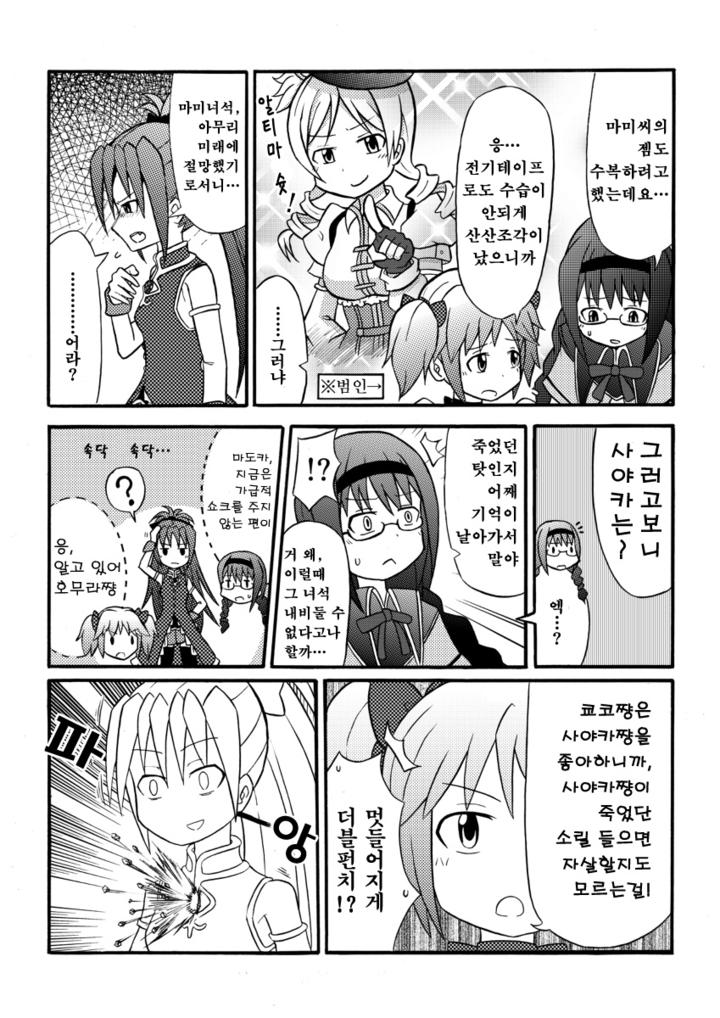 마미씨의
젬도
수복하려고
했는데요…
응…
전기테이프
로도 수습이
안되게
산산조각이
났으니까
알티마
슛!
……그러냐
※범인→
마미녀석,
아무리
미래에
절망했기
로서니…
………
……어라?
그러고보니
사야카는?
엑…?
죽었던
탓인지
어째
기억이
날아가서
말야
!?
거 왜,
이럴때
그 녀석
내비둘 수
없다고나
할까…
마도카,
지금은
가급적
쇼크를 주지
않는 편이
속닥 속닥…
?
응,
알고 있어
호무라쨩
쿄코쨩은
사야카쨩을
좋아하니까,
사야카쨩이
죽었단
소릴 들으면
자살할지도
모르는걸!
멋들어지게
더블펀치!?
파
ㅡ앙